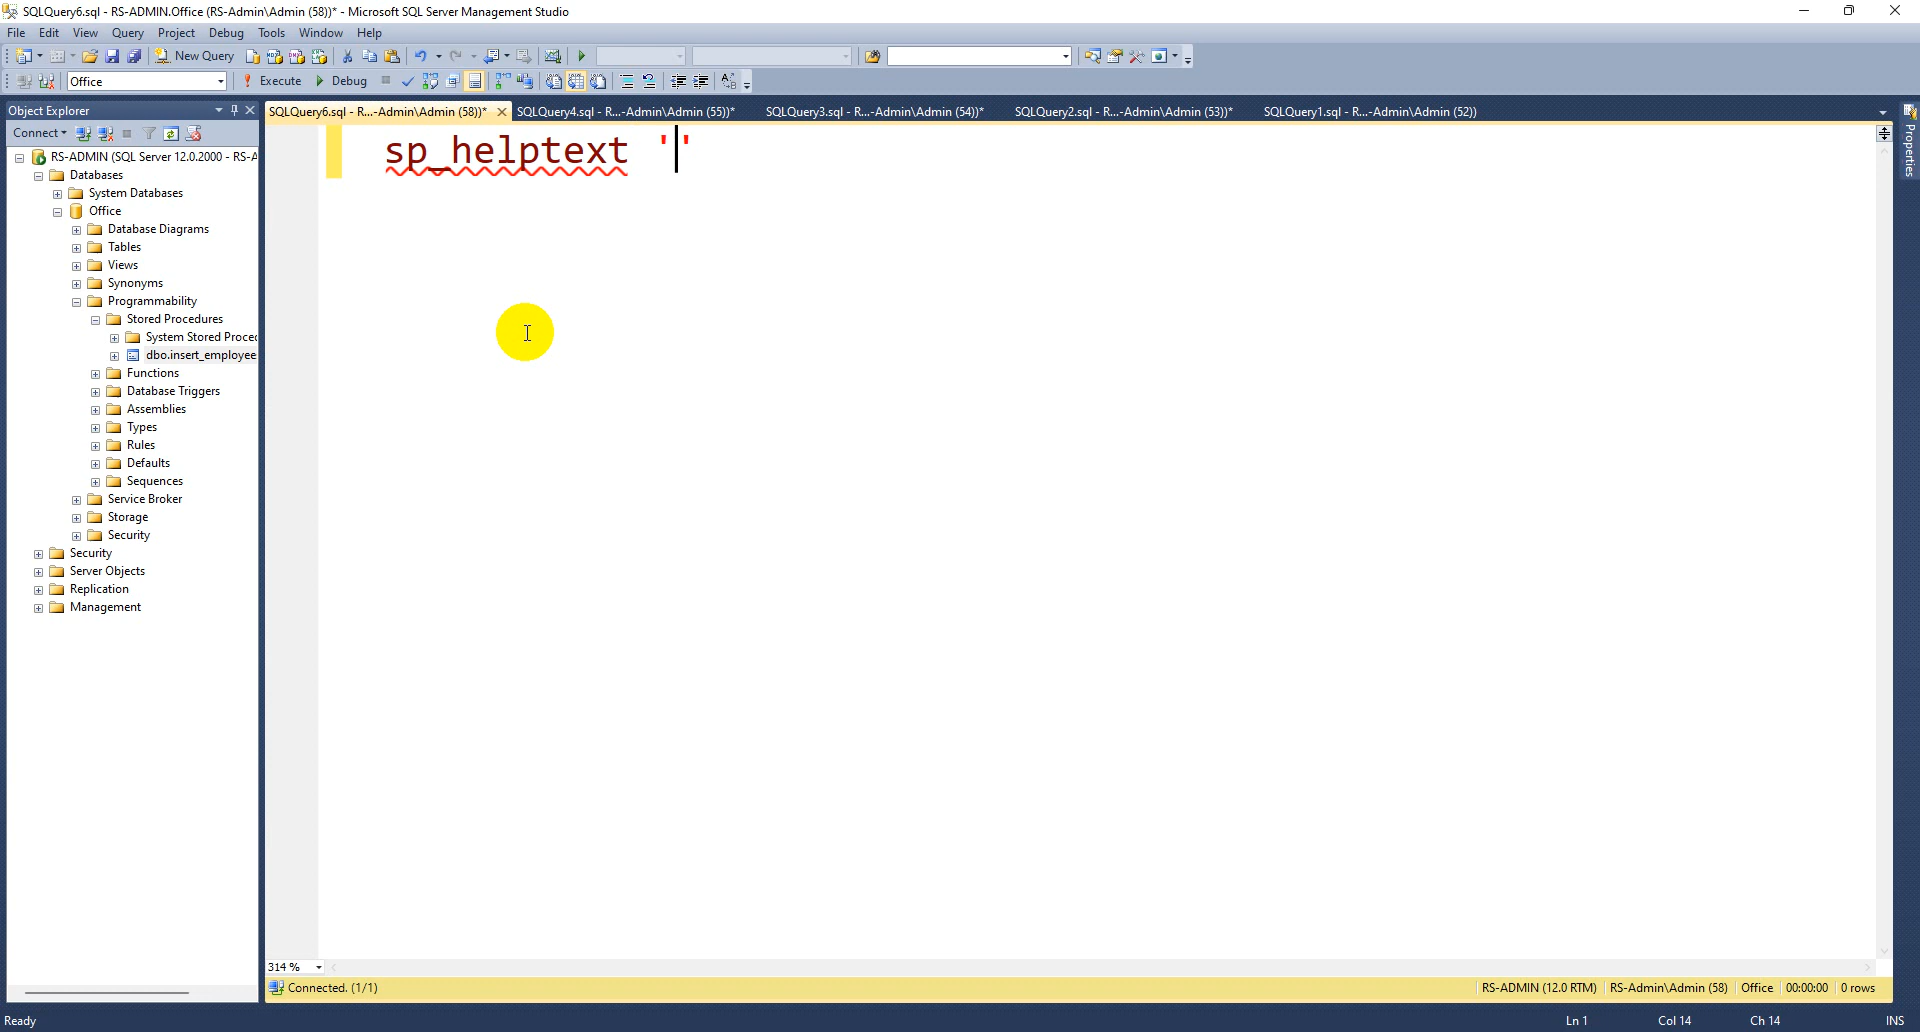 SQLQuery6.sql - RS-ADMIN.Office (RS-Admin\Admin (58))* - Microsoft SQL Server Management Studio
File Edit View Query Project Debug Tools Window Help
New Query
Office Execute Debug
Object Explorer
SQLQuery6.sql - R...-Admin\Admin (58))* SQLQuery4.sql - R...-Admin\Admin (55))* SQLQuery3.sql - R...-Admin\Admin (54))* SQLQuery2.sql - R...-Admin\Admin (53))* SQLQuery1.sql - R...-Admin\Admin (52))
Connect
Properties
sp_helptext ''
RS-ADMIN (SQL Server 12.0.2000 - RS-A
Databases
System Databases
Office
Database Diagrams
Tables
Views
Synonyms
Programmability
Stored Procedures
System Stored Proced
dbo.insert_employee
Functions
Database Triggers
Assemblies
Types
Rules
Defaults
Sequences
Service Broker
Storage
Security
Security
Server Objects
Replication
Management
314 %
Connected. (1/1) RS-ADMIN (12.0 RTM) RS-Admin\Admin (58) Office 00:00:00 0 rows
Ready Ln 1 Col 14 Ch 14 INS